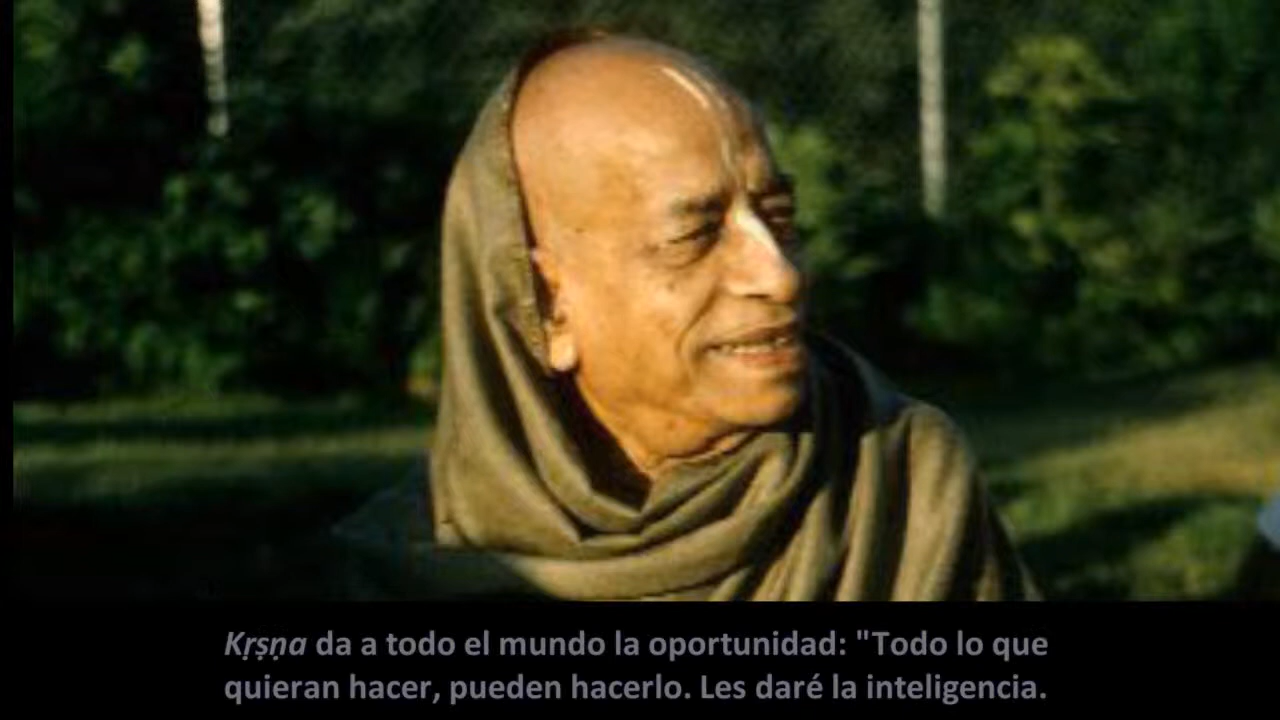 Kṛṣṇa da a todo el mundo la oportunidad: "Todo lo que
quieran hacer, pueden hacerlo. Les daré la inteligencia.